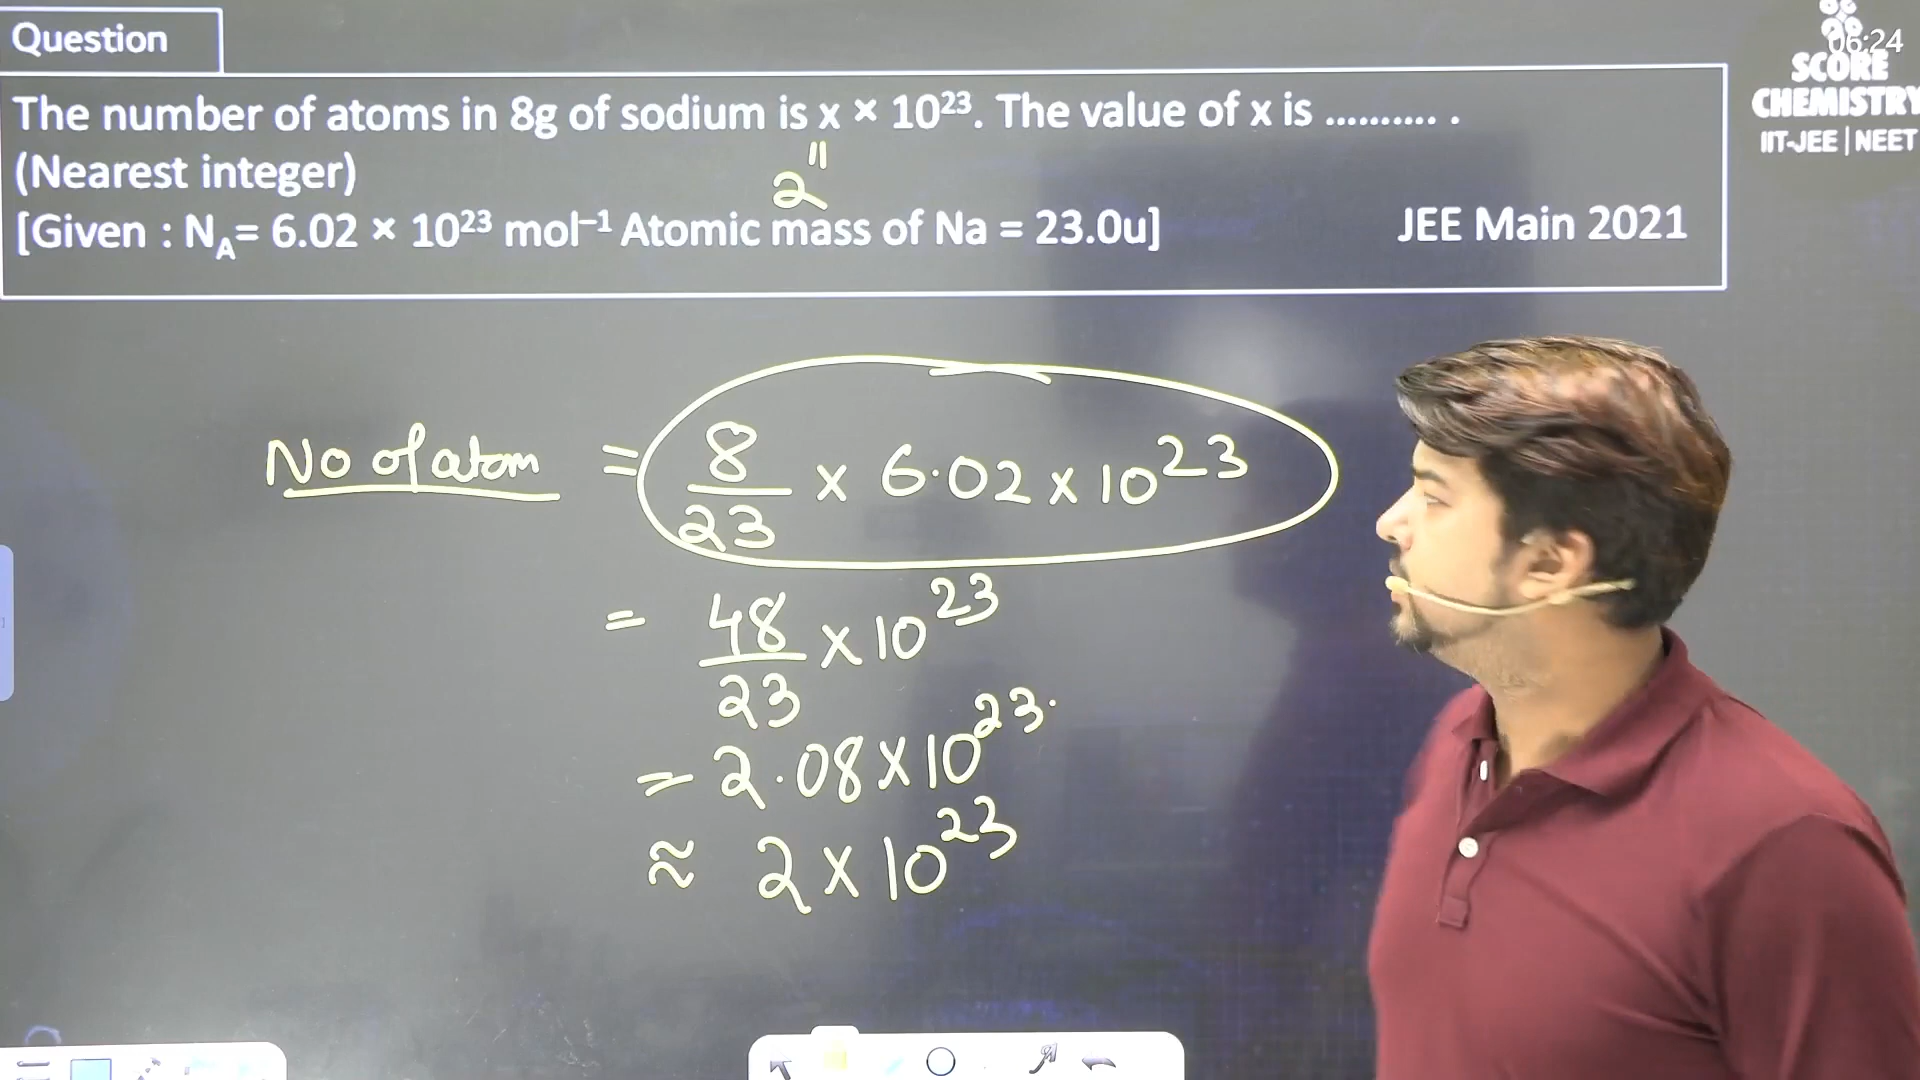 Question
06:24
SCORE
CHEMISTRY
IIT-JEE | NEET
The number of atoms in 8g of sodium is x × 10²³. The value of x is .......... .
(Nearest integer)
"
2
[Given : N_A= 6.02 × 10²³ mol⁻¹ Atomic mass of Na = 23.0u]
JEE Main 2021
No of atom = 8/23 x 6.02 x 10²³
= 48/23 x 10²³
= 2.08 x 10²³.
≈ 2 x 10²³